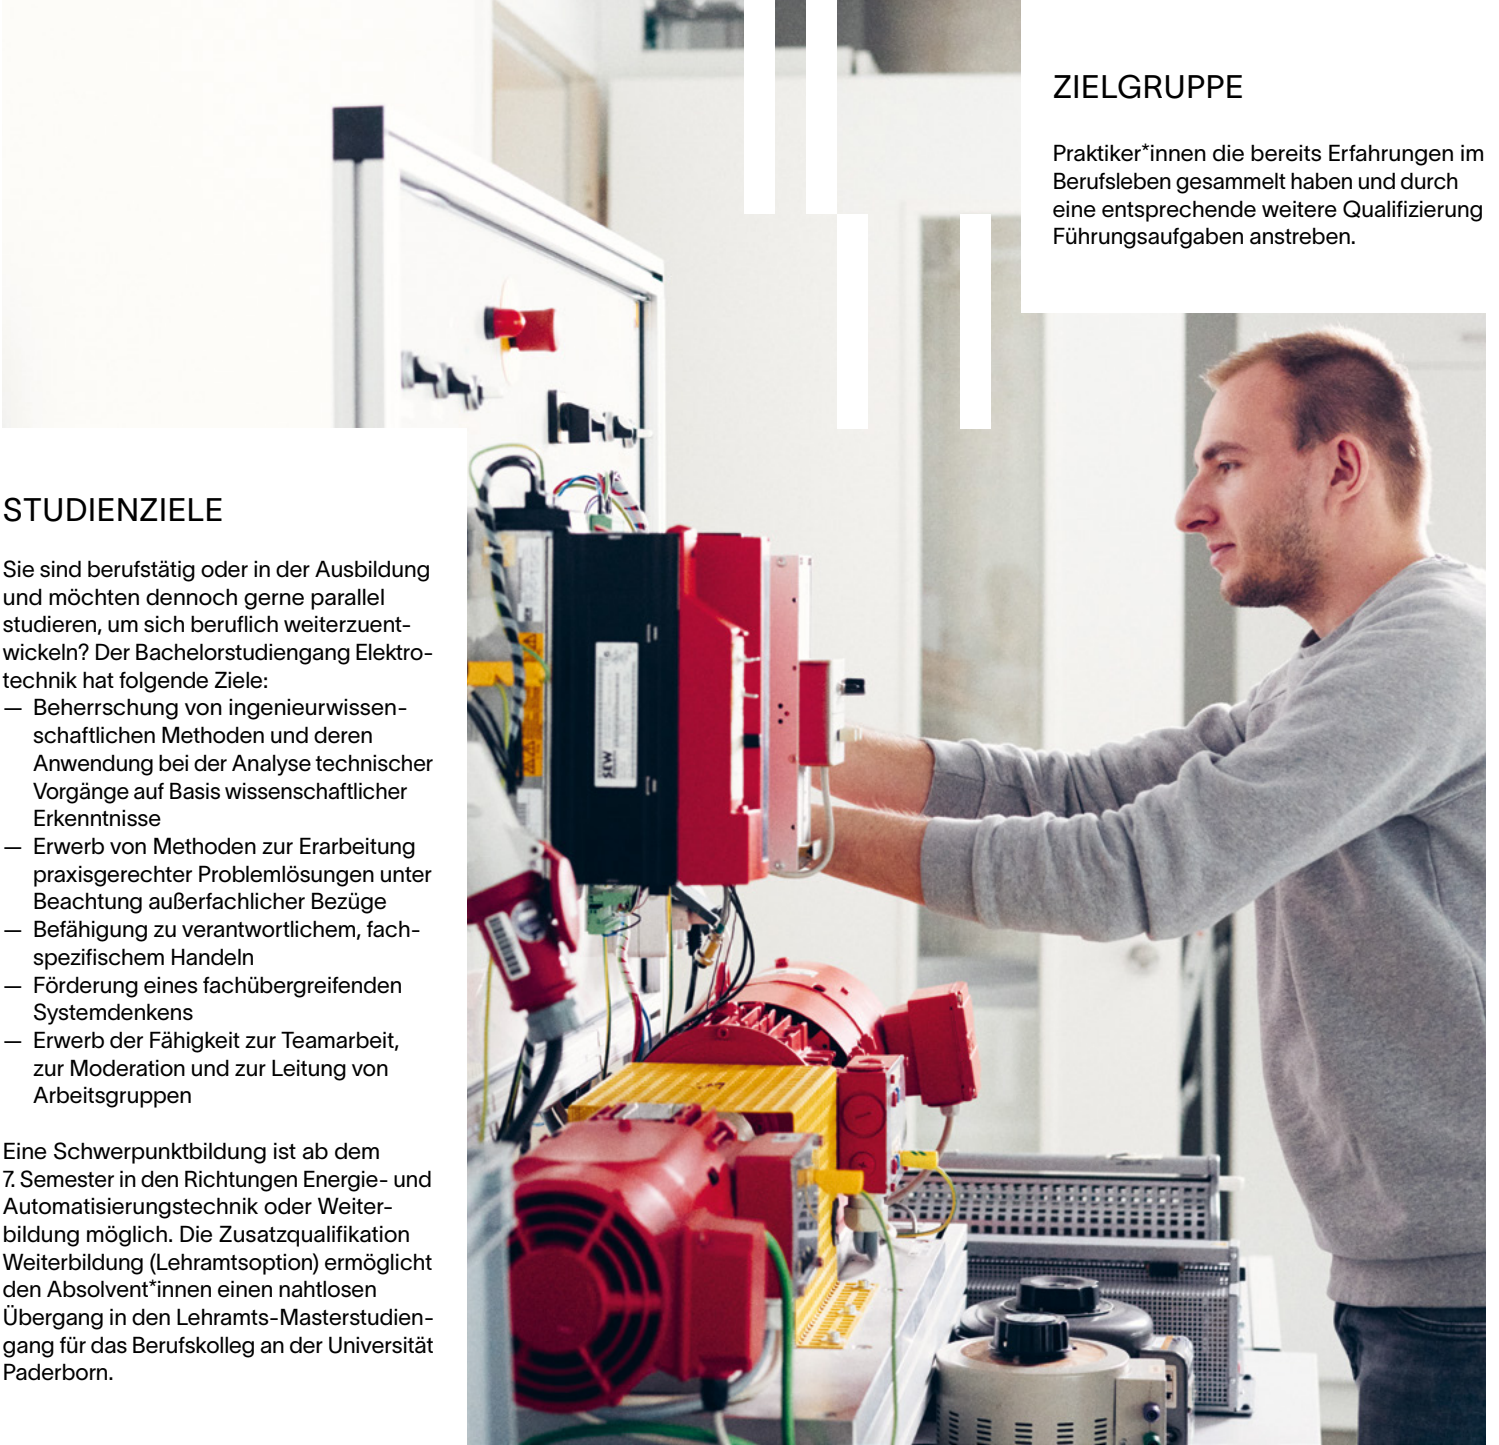 ZIELGRUPPE
Praktiker*innen die bereits Erfahrungen im
Berufsleben gesammelt haben und durch
eine entsprechende weitere Qualifizierung
Führungsaufgaben anstreben.
STUDIENZIELE
Sie sind berufstätig oder in der Ausbildung
und möchten dennoch gerne parallel
studieren, um sich beruflich weiterzuent-
wickeln? Der Bachelorstudiengang Elektro-
technik hat folgende Ziele:
— Beherrschung von ingenieurwissen-
schaftlichen Methoden und deren
Anwendung bei der Analyse technischer
Vorgänge auf Basis wissenschaftlicher
Erkenntnisse
— Erwerb von Methoden zur Erarbeitung
praxisgerechter Problemlösungen unter
Beachtung außerfachlicher Bezüge
— Befähigung zu verantwortlichem, fach-
spezifischem Handeln
— Förderung eines fachübergreifenden
Systemdenkens
— Erwerb der Fähigkeit zur Teamarbeit,
zur Moderation und zur Leitung von
Arbeitsgruppen
Eine Schwerpunktbildung ist ab dem
7. Semester in den Richtungen Energie- und
Automatisierungstechnik oder Weiter-
bildung möglich. Die Zusatzqualifikation
Weiterbildung (Lehramtsoption) ermöglicht
den Absolvent*innen einen nahtlosen
Übergang in den Lehramts-Masterstudien-
gang für das Berufskolleg an der Universität
Paderborn.
SEW